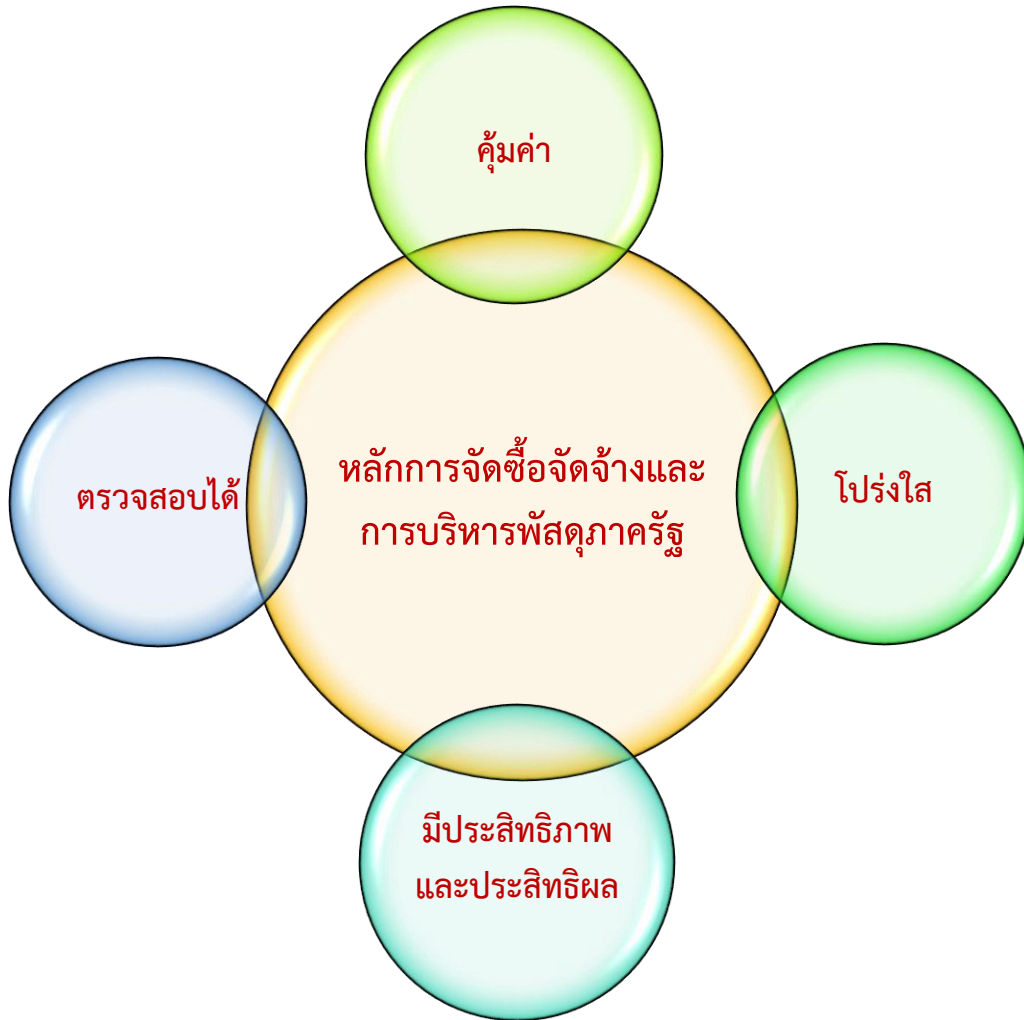 คุ้มค่า
หลักการจัดซื้อจัดจ้างและ
การบริหารพัสดุภาครัฐ
ตรวจสอบได้
โปร่งใส
มีประสิทธิภาพ
และประสิทธิผล